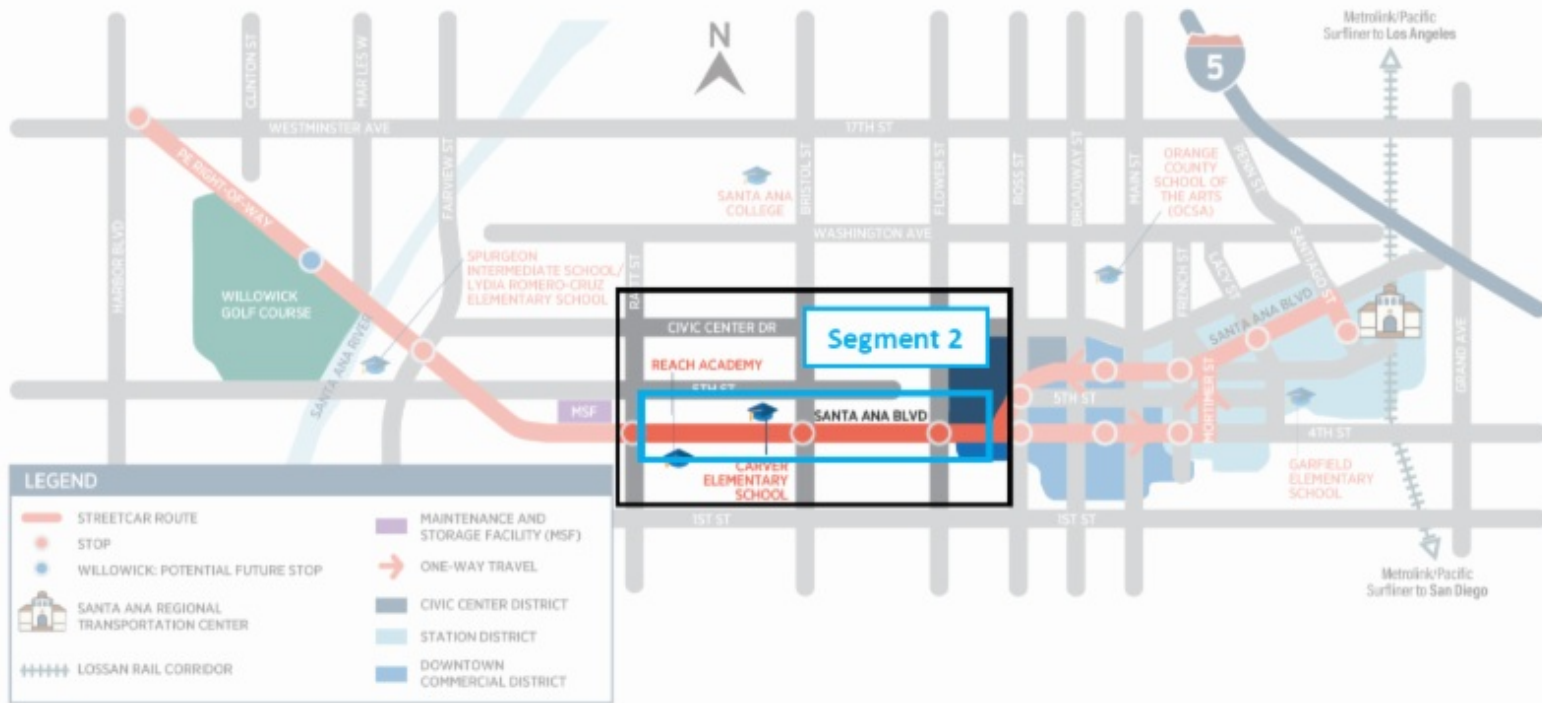 Metrolink/Pacific
Surfliner to Los Angeles
N
5
CLINTON ST
MAR LES W
WESTMINSTER AVE
17TH ST
PE RIGHT-OF-WAY
FAIRVIEW ST
BRISTOL ST
FLOWER ST
ROSS ST
BROADWAY ST
MAIN ST
PENN ST
ORANGE
COUNTY
SCHOOL OF
THE ARTS
(OCSA)
SANTA ANA
COLLEGE
HARBOR BLVD
WASHINGTON AVE
SPURGEON
INTERMEDIATE SCHOOL/
LYDIA ROMERO-CRUZ
ELEMENTARY SCHOOL
RAITT ST
FRENCH ST
LACY ST
SANTIAGO ST
WILLOWICK
GOLF COURSE
SANTA ANA RIVER
CIVIC CENTER DR
Segment 2
SANTA ANA BLVD
GRAND AVE
REACH ACADEMY
5TH ST
5TH ST
MORTIMER ST
MSF
SANTA ANA BLVD
4TH ST
CARVER
ELEMENTARY
SCHOOL
GARFIELD
ELEMENTARY
SCHOOL
1ST ST
1ST ST
Metrolink/Pacific
Surfliner to San Diego
LEGEND
STREETCAR ROUTE
STOP
WILLOWICK: POTENTIAL FUTURE STOP
SANTA ANA REGIONAL
TRANSPORTATION CENTER
LOSSAN RAIL CORRIDOR
MAINTENANCE AND
STORAGE FACILITY (MSF)
ONE-WAY TRAVEL
CIVIC CENTER DISTRICT
STATION DISTRICT
DOWNTOWN
COMMERCIAL DISTRICT